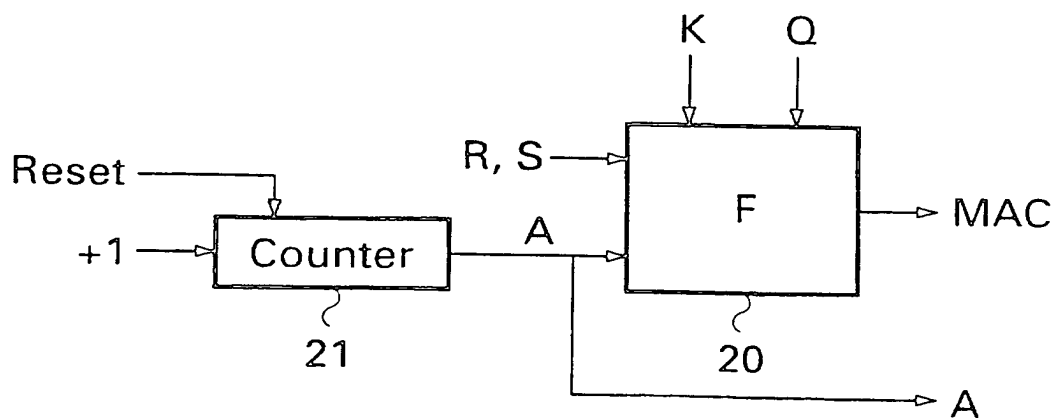 K Q
R, S
Reset
F
MAC
A
+1
Counter
21
20
A